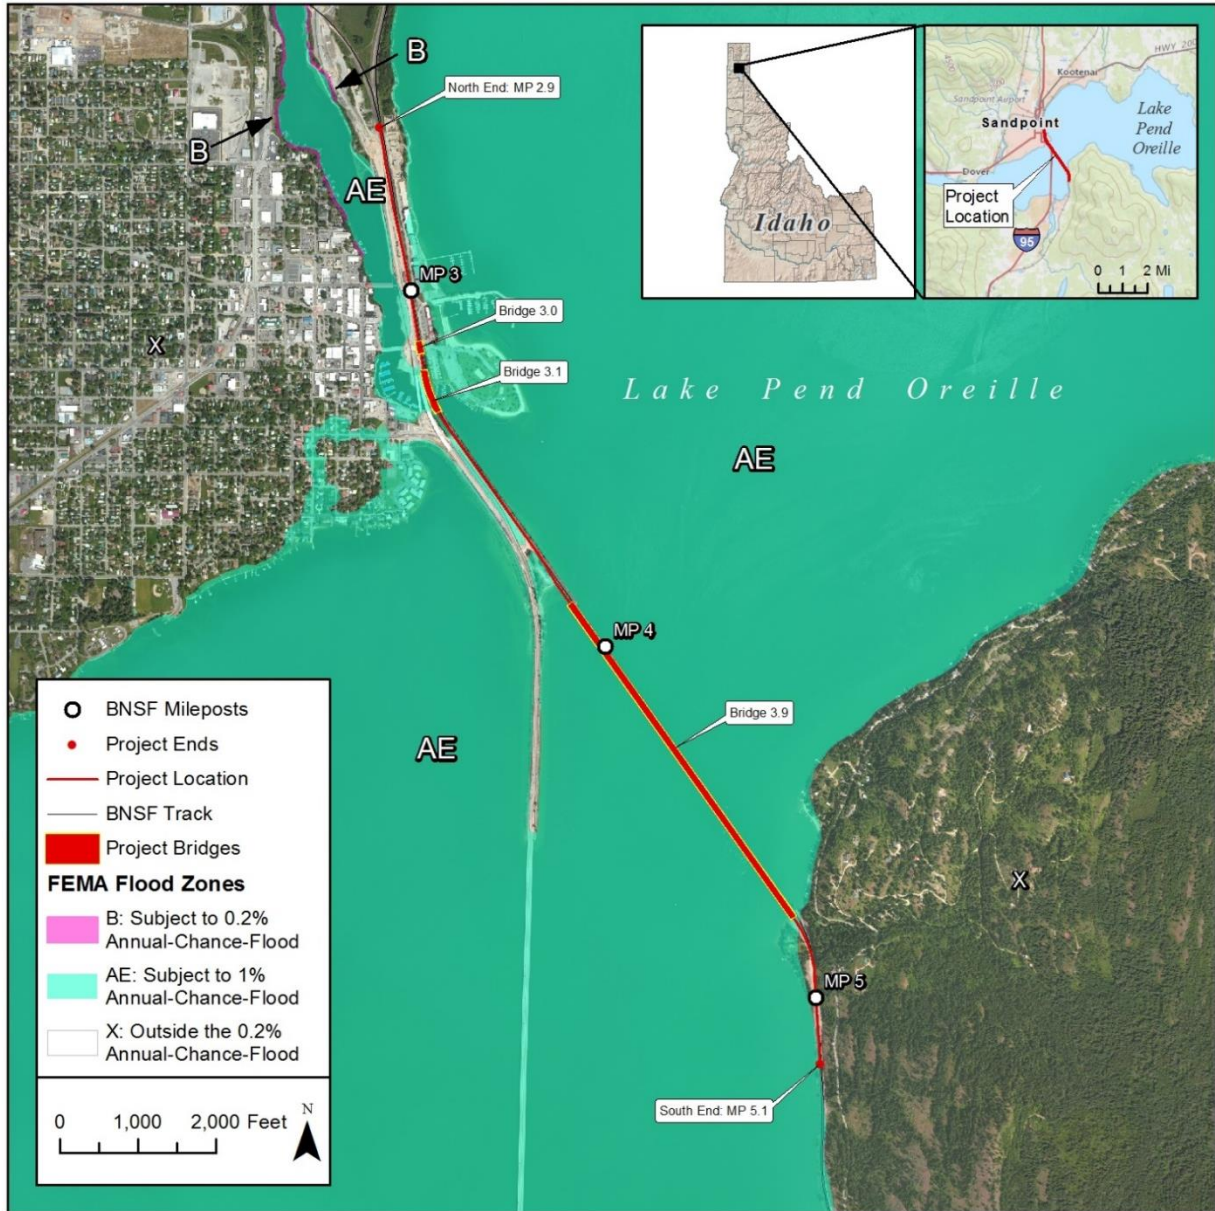 B
North End: MP 2.9
B
AE
MP 3
Bridge 3.0
X
Bridge 3.1
Lake Pend Oreille
AE
MP 4
Bridge 3.9
AE
X
MP 5
South End: MP 5.1
Idaho
HWY 200
Kootenai
Sandpoint Airport
Sandpoint
Lake
Pend
Oreille
Dover
Project
Location
95
0 1 2 Mi
BNSF Mileposts
Project Ends
Project Location
BNSF Track
Project Bridges
FEMA Flood Zones
B: Subject to 0.2%
Annual-Chance-Flood
AE: Subject to 1%
Annual-Chance-Flood
X: Outside the 0.2%
Annual-Chance-Flood
0 1,000 2,000 Feet
N